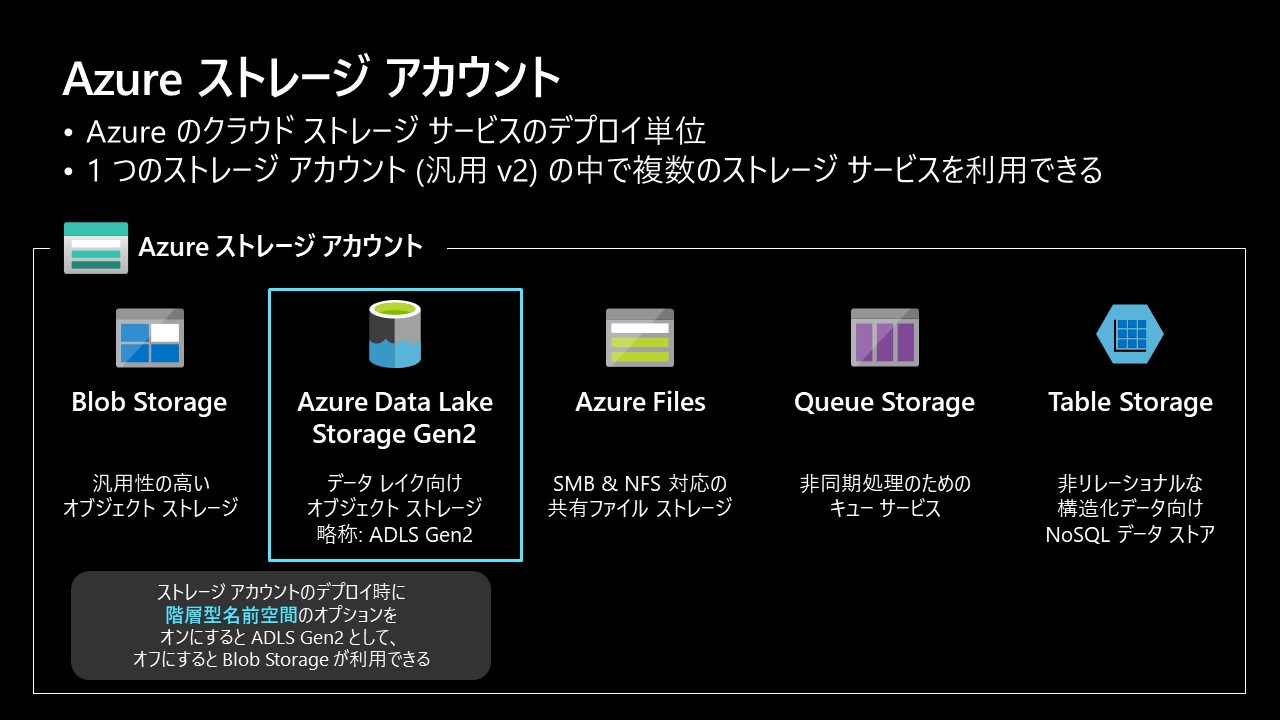 Azure ストレージ アカウント
• Azure のクラウド ストレージ サービスのデプロイ単位
• 1 つのストレージ アカウント (汎用 v2) の中で複数のストレージ サービスを利用できる
Azure ストレージ アカウント
Blob Storage
汎用性の高い
オブジェクト ストレージ
Azure Data Lake
Storage Gen2
データ レイク向け
オブジェクト ストレージ
略称: ADLS Gen2
Azure Files
SMB & NFS 対応の
共有ファイル ストレージ
Queue Storage
非同期処理のための
キュー サービス
Table Storage
非リレーショナルな
構造化データ向け
NoSQL データ ストア
ストレージ アカウントのデプロイ時に
階層型名前空間のオプションを
オンにすると ADLS Gen2 として、
オフにすると Blob Storage が利用できる